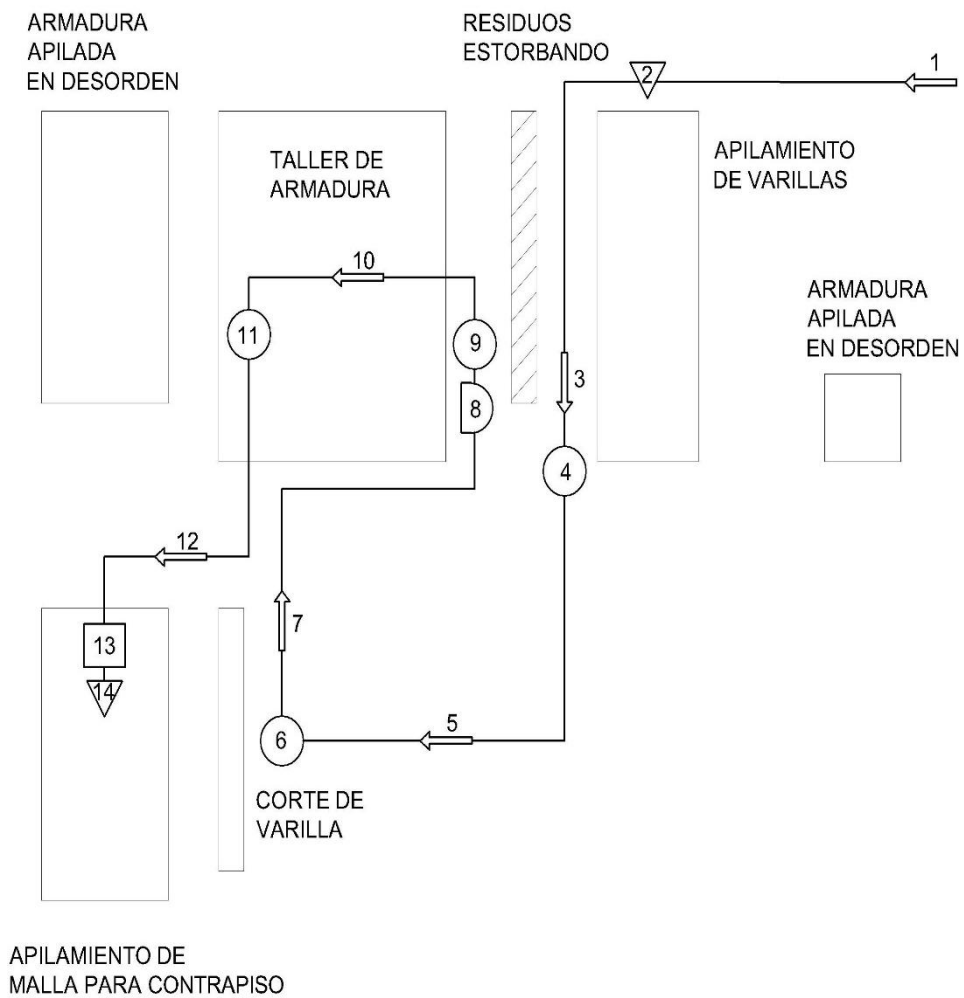 ARMADURA
APILADA
EN DESORDEN
RESIDUOS
ESTORBANDO
1
2
TALLER DE
ARMADURA
APILAMIENTO
DE VARILLAS
10
ARMADURA
APILADA
EN DESORDEN
11
9
3
8
4
12
7
13
14
5
6
CORTE DE
VARILLA
APILAMIENTO DE
MALLA PARA CONTRAPISO